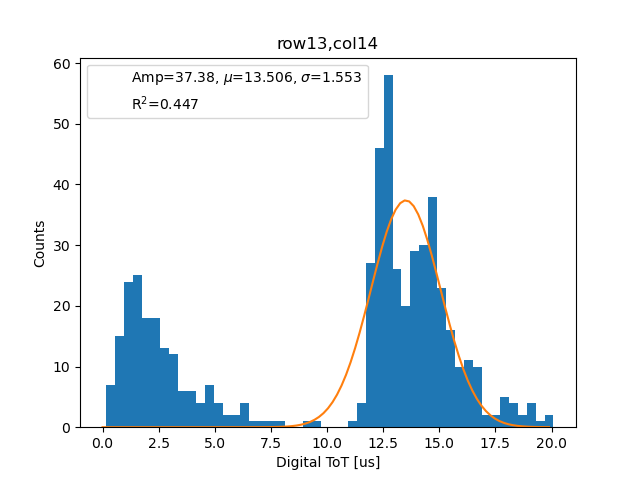 row13,col14
Amp=37.38, μ=13.506, σ=1.553
R²=0.447
60
50
40
30
20
10
0
Counts
0.0 2.5 5.0 7.5 10.0 12.5 15.0 17.5 20.0
Digital ToT [us]